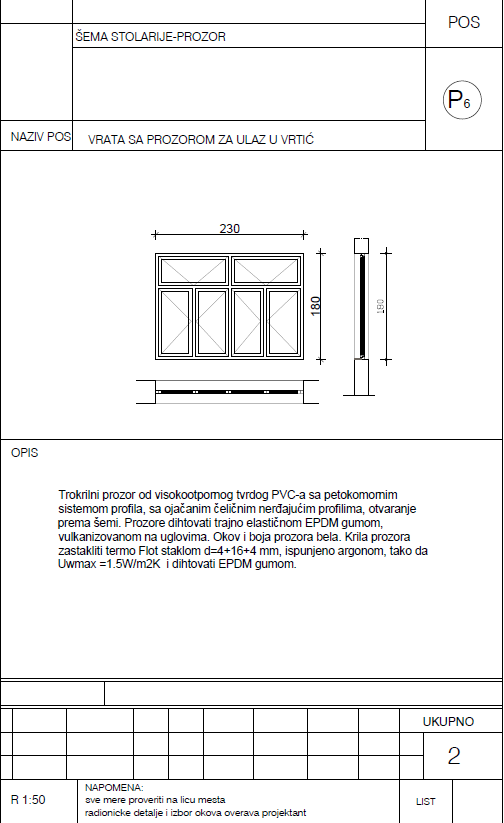 POS
ŠEMA STOLARIJE-PROZOR
P6
NAZIV POS
VRATA SA PROZOROM ZA ULAZ U VRTIĆ
230
180
180
OPIS
Trokrilni prozor od visokootpornog tvrdog PVC-a sa petokomornim
sistemom profila, sa ojačanim čeličnim nerđajućim profilima, otvaranje
prema šemi. Prozore dihtovati trajno elastičnom EPDM gumom,
vulkanizovanom na uglovima. Okov i boja prozora bela. Krila prozora
zastakliti termo Flot staklom d=4+16+4 mm, ispunjeno argonom, tako da
Uwmax =1.5W/m2K i dihtovati EPDM gumom.
UKUPNO
2
R 1:50
NAPOMENA:
sve mere proveriti na licu mesta
radionicke detalje i izbor okova overava projektant
LIST